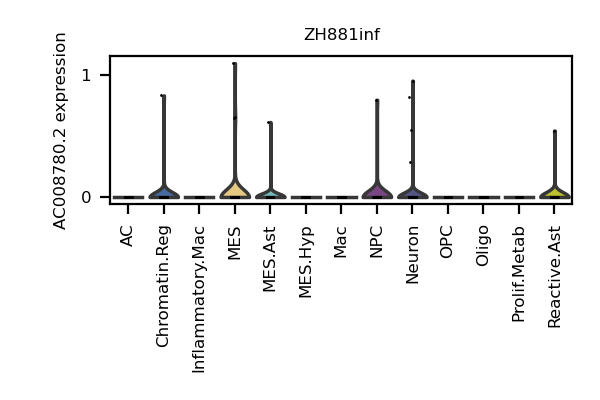 ZH881inf
AC008780.2 expression
1
0
AC
Chromatin.Reg
Inflammatory.Mac
MES
MES.Ast
MES.Hyp
Mac
NPC
Neuron
OPC
Oligo
Prolif.Metab
Reactive.Ast